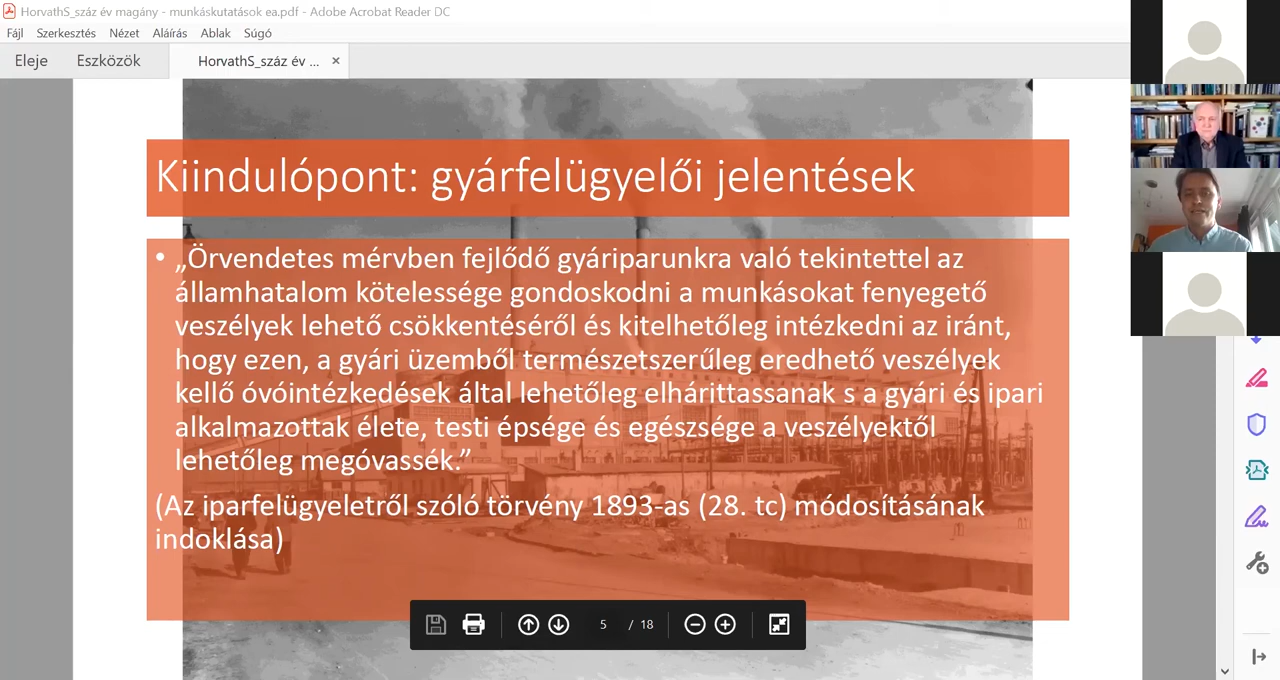 HorvathS_száz év magány - munkáskutatások ea.pdf - Adobe Acrobat Reader DC
Fájl Szerkesztés Nézet Aláírás Ablak Súgó
Eleje Eszközök HorvathS_száz év ... ×
Kiindulópont: gyárfelügyelői jelentések
• „Örvendetes mérvben fejlődő gyáriparunkra való tekintettel az
államhatalom kötelessége gondoskodni a munkásokat fenyegető
veszélyek lehető csökkentéséről és kitelhetőleg intézkedni az iránt,
hogy ezen, a gyári üzemből természetszerűleg eredhető veszélyek
kellő óvóintézkedések által lehetőleg elhárittassanak s a gyári és ipari
alkalmazottak élete, testi épsége és egészsége a veszélyektől
lehetőleg megóvassék.”
(Az iparfelügyeletről szóló törvény 1893-as (28. tc) módosításának
indoklása)
5 / 18